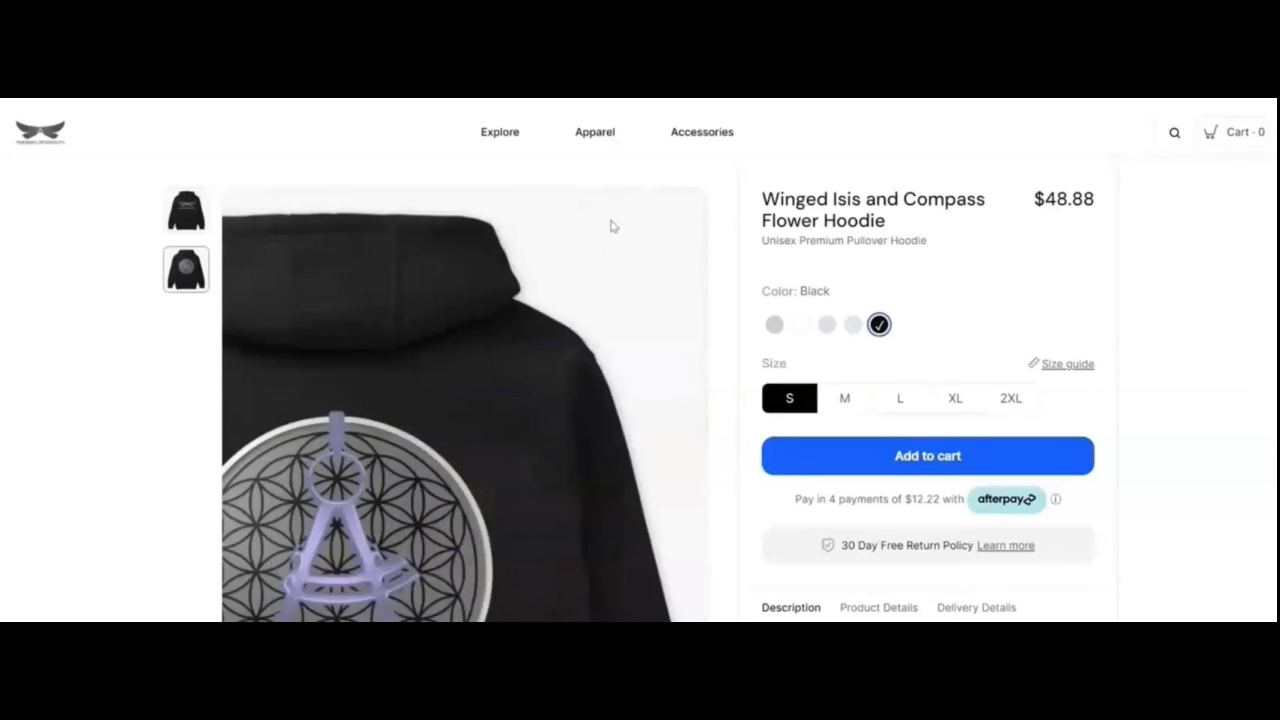 Explore
Apparel
Accessories
Cart · 0
Winged Isis and Compass
Flower Hoodie
$48.88
Unisex Premium Pullover Hoodie
Color: Black
Size
Size guide
S
M
L
XL
2XL
Add to cart
Pay in 4 payments of $12.22 with afterpay
30 Day Free Return Policy Learn more
Description
Product Details
Delivery Details